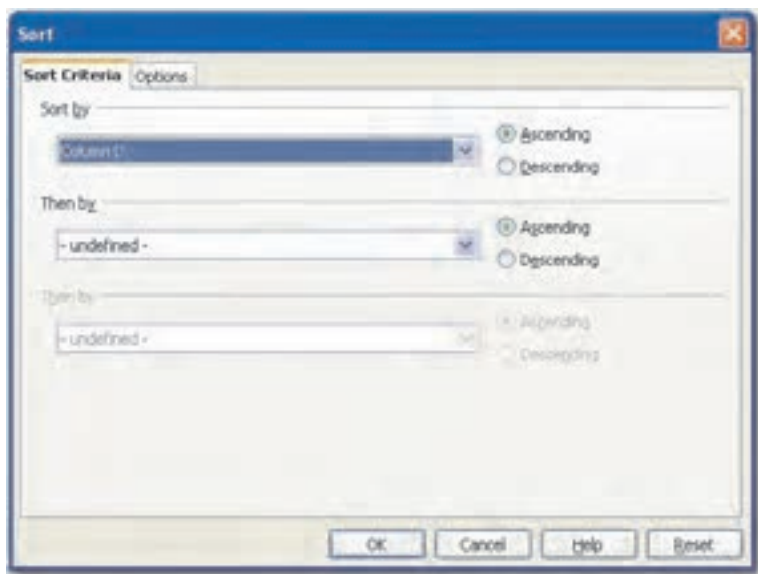 Sort
Sort Criteria Options
Sort by
Column
Ascending
Descending
Then by
- undefined -
Ascending
Descending
Then by
- undefined -
Ascending
Descending
OK Cancel Help Reset